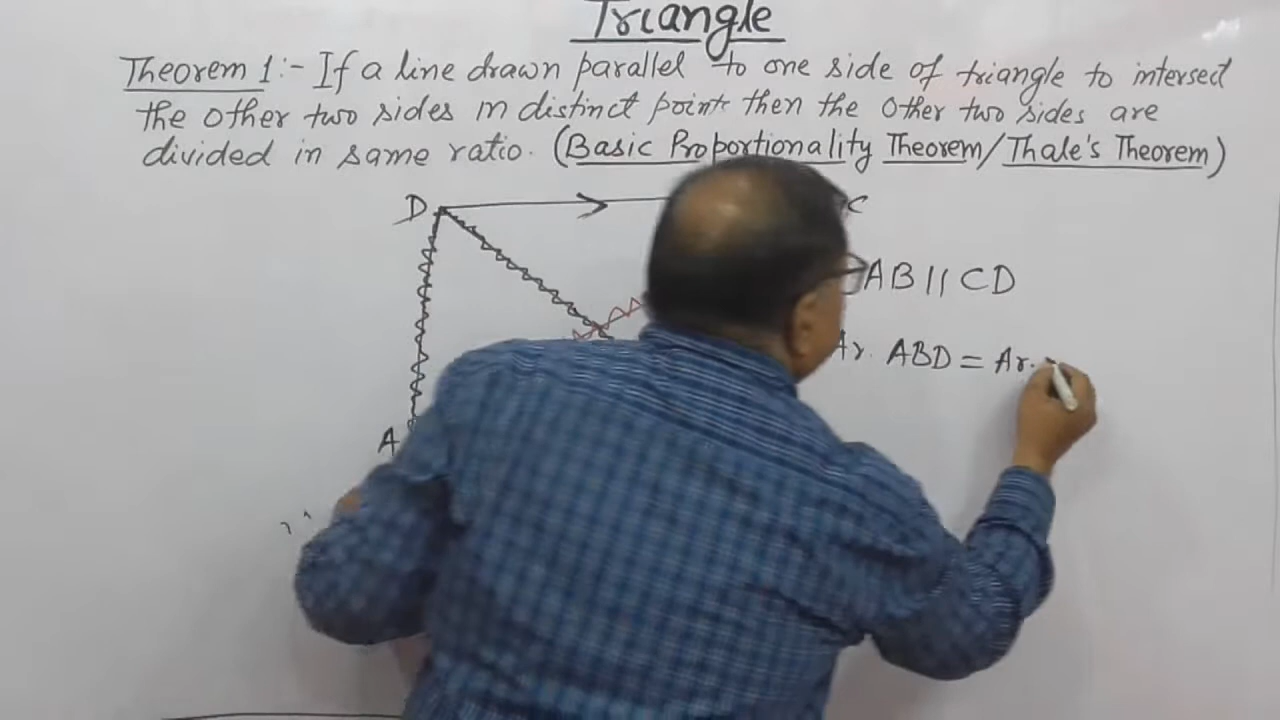 Triangle
Theorem 1:- If a line drawn parallel to one side of triangle to intersect
the other two sides in distinct points then the other two sides are
divided in same ratio. (Basic Proportionality Theorem/Thale's Theorem)
D C
AB || CD
Ar. ABD = Ar.
A